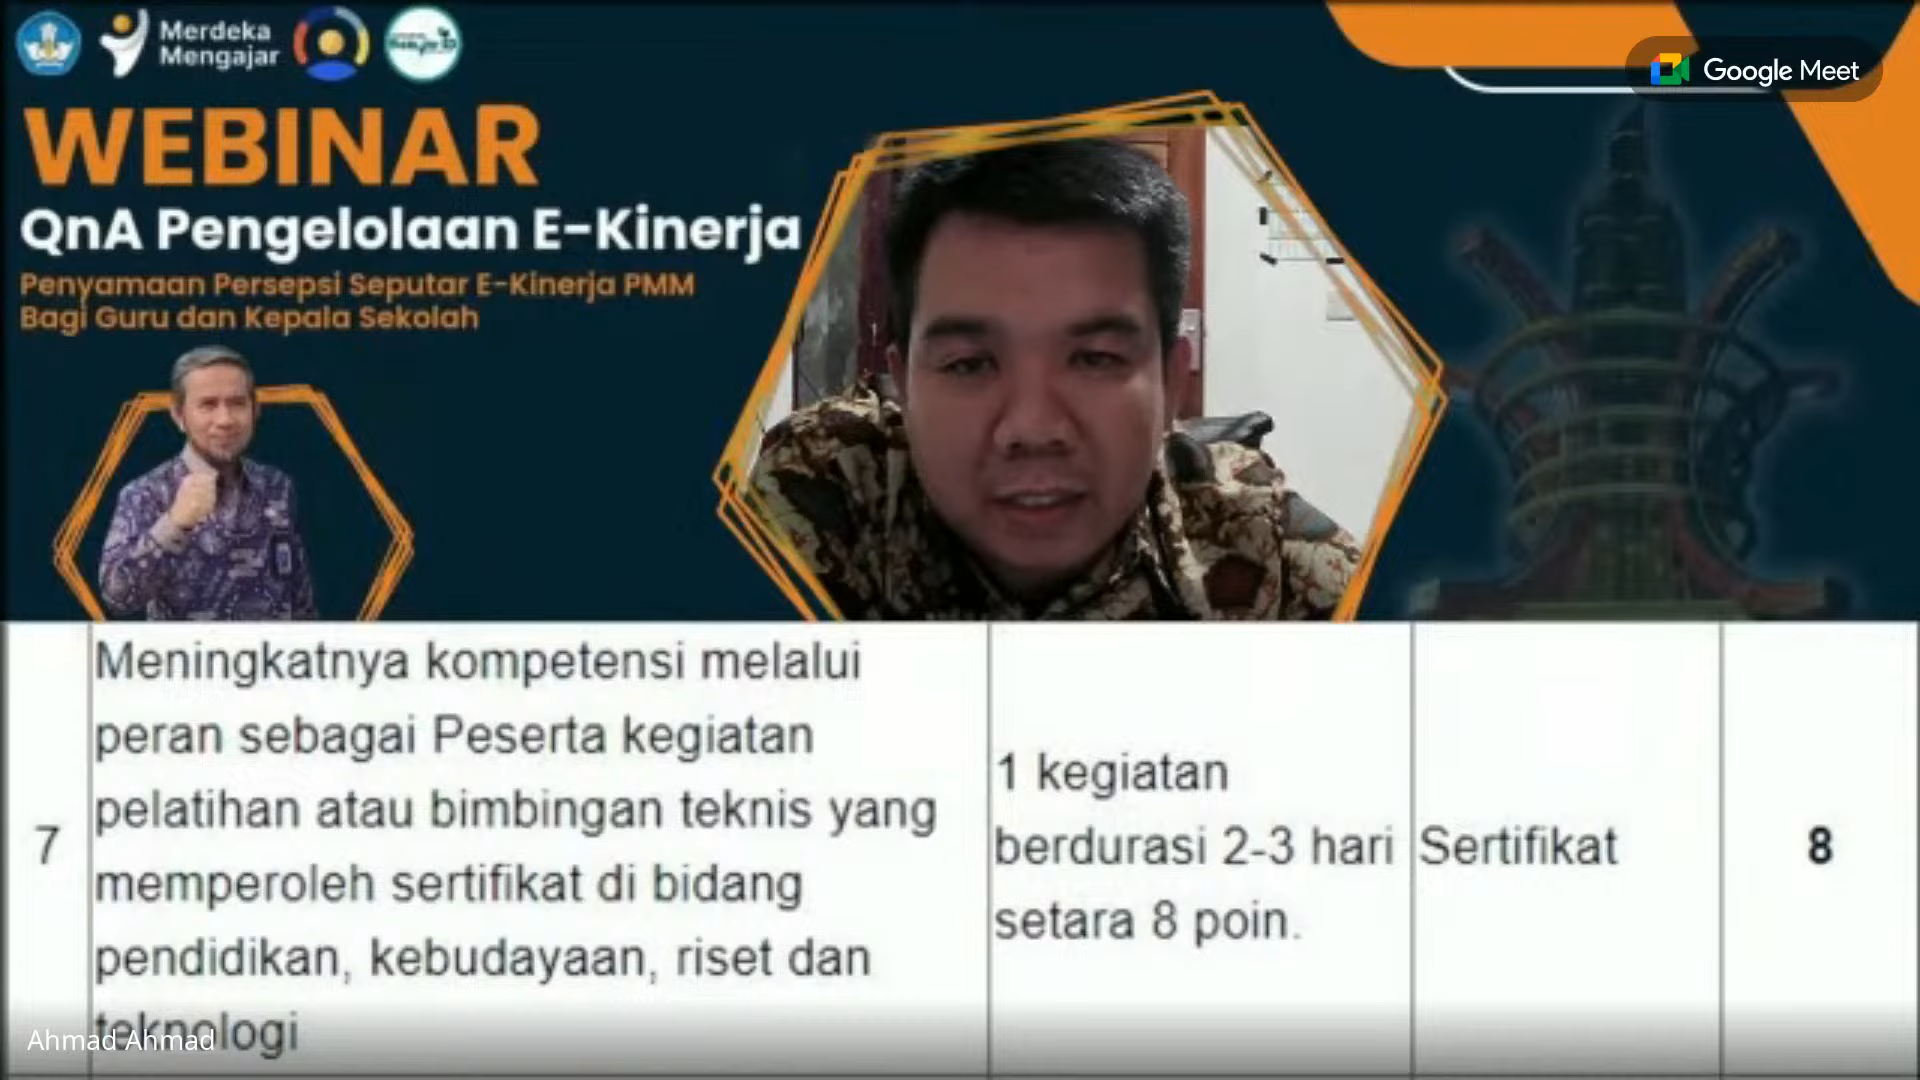 Merdeka
Mengajar
Google Meet
WEBINAR
QnA Pengelolaan E-Kinerja
Penyamaan Persepsi Seputar E-Kinerja PMM
Bagi Guru dan Kepala Sekolah
7
Meningkatnya kompetensi melalui
peran sebagai Peserta kegiatan
pelatihan atau bimbingan teknis yang
memperoleh sertifikat di bidang
pendidikan, kebudayaan, riset dan
teknologi
1 kegiatan
berdurasi 2-3 hari
setara 8 poin.
Sertifikat
8
Ahmad Ahmad